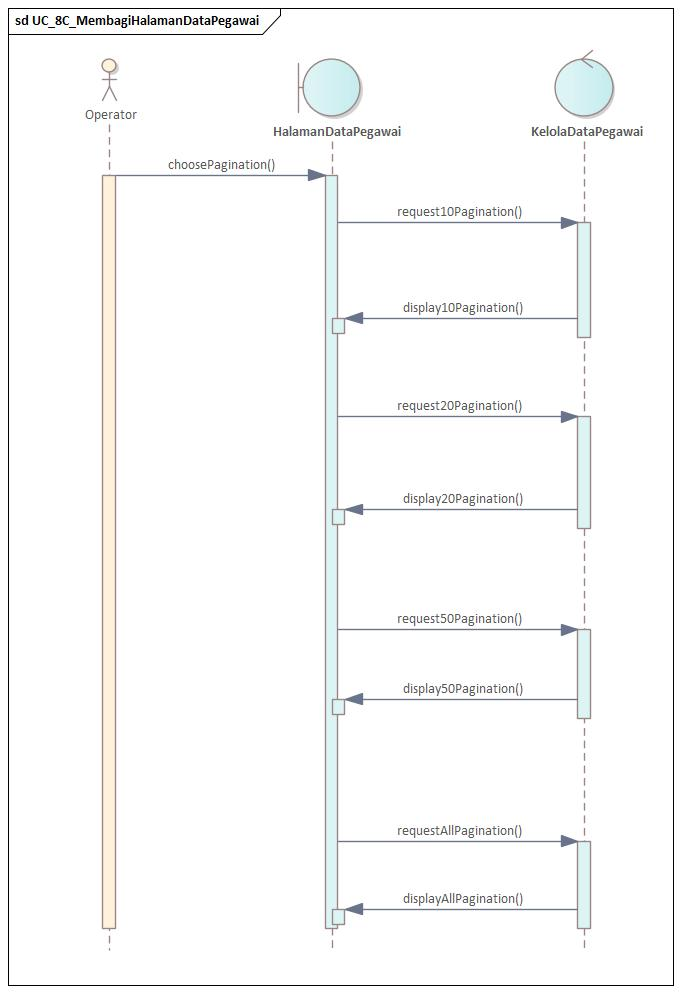 sd UC_8C_MembagiHalamanDataPegawai
Operator
HalamanDataPegawai
KelolaDataPegawai
choosePagination()
request10Pagination()
display10Pagination()
request20Pagination()
display20Pagination()
request50Pagination()
display50Pagination()
requestAllPagination()
displayAllPagination()